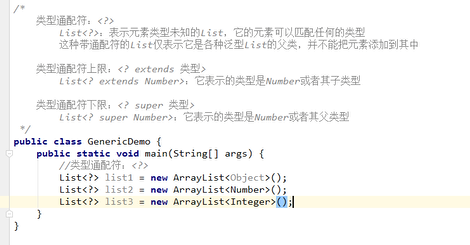 /*
类型通配符：<?>
List<?>：表示元素类型未知的List，它的元素可以匹配任何的类型
这种带通配符的List仅表示它是各种泛型List的父类，并不能把元素添加到其中
类型通配符上限：<? extends 类型>
List<? extends Number>：它表示的类型是Number或者其子类型
类型通配符下限：<? super 类型>
List<? super Number>：它表示的类型是Number或者其父类型
*/
public class GenericDemo {
public static void main(String[] args) {
//类型通配符：<?>
List<?> list1 = new ArrayList<Object>();
List<?> list2 = new ArrayList<Number>();
List<?> list3 = new ArrayList<Integer>();
}
}